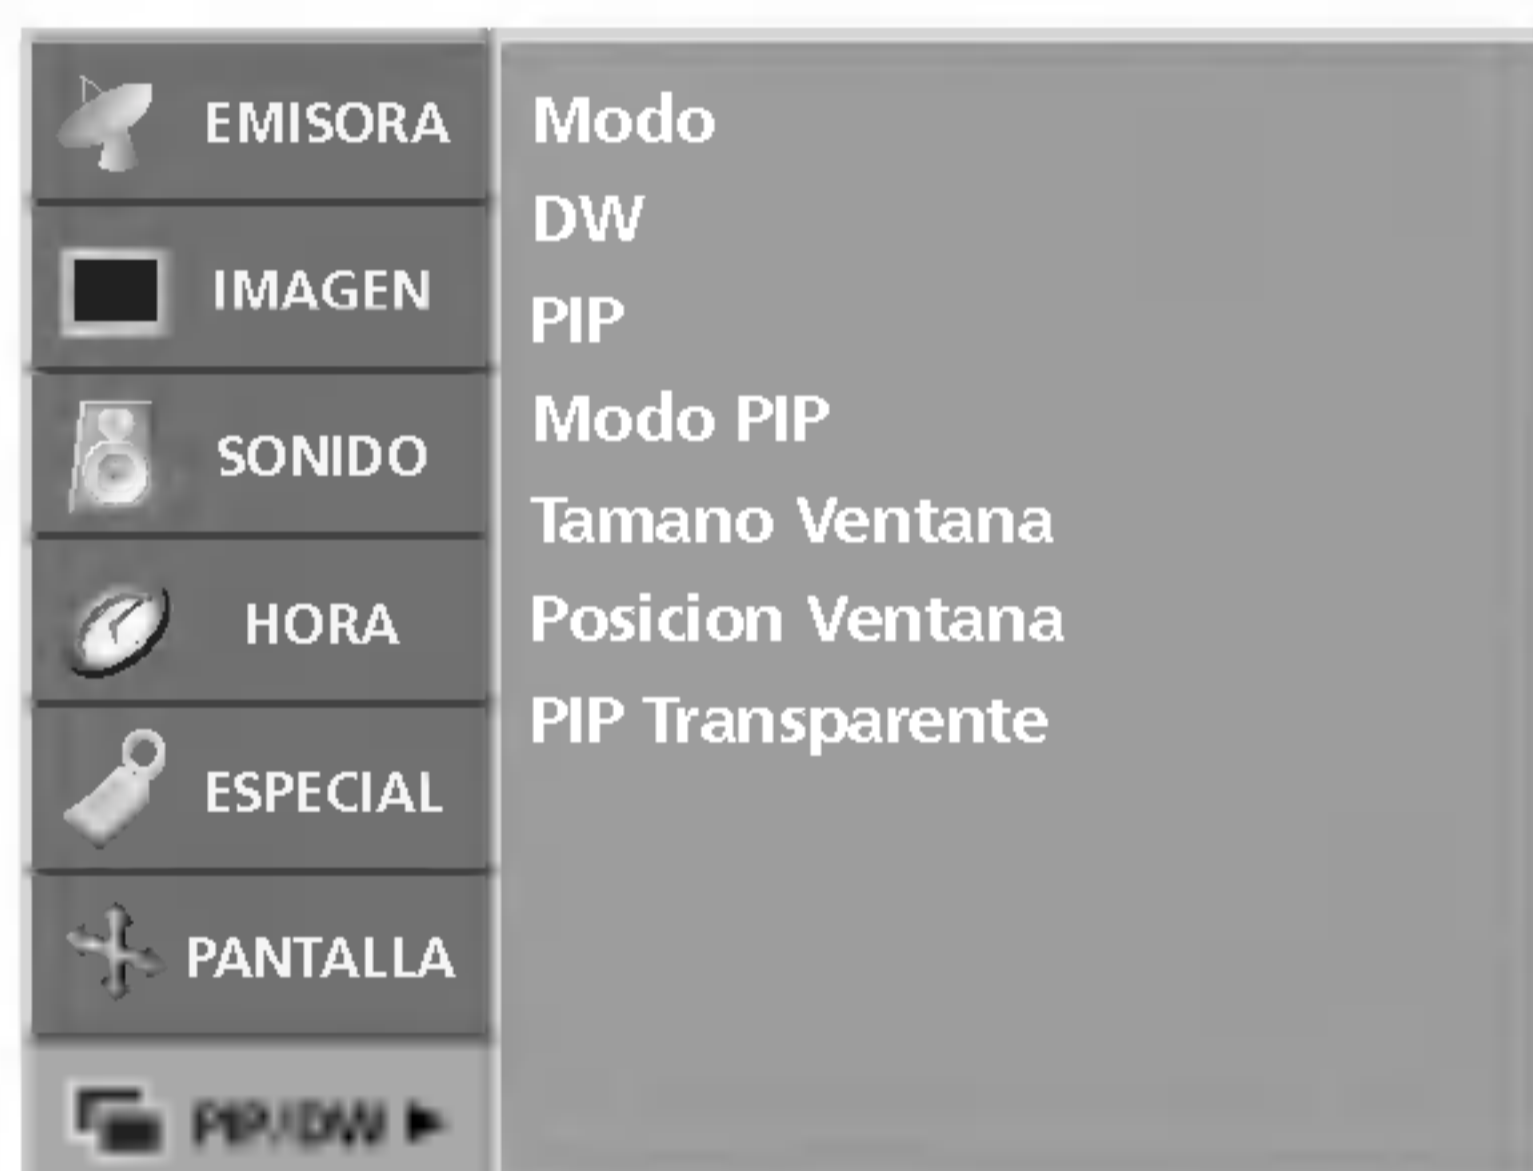 EMISORA
IMAGEN
SONIDO
HORA
ESPECIAL
PANTALLA
PIP/DW ►
Modo
DW
PIP
Modo PIP
Tamano Ventana
Posicion Ventana
PIP Transparente